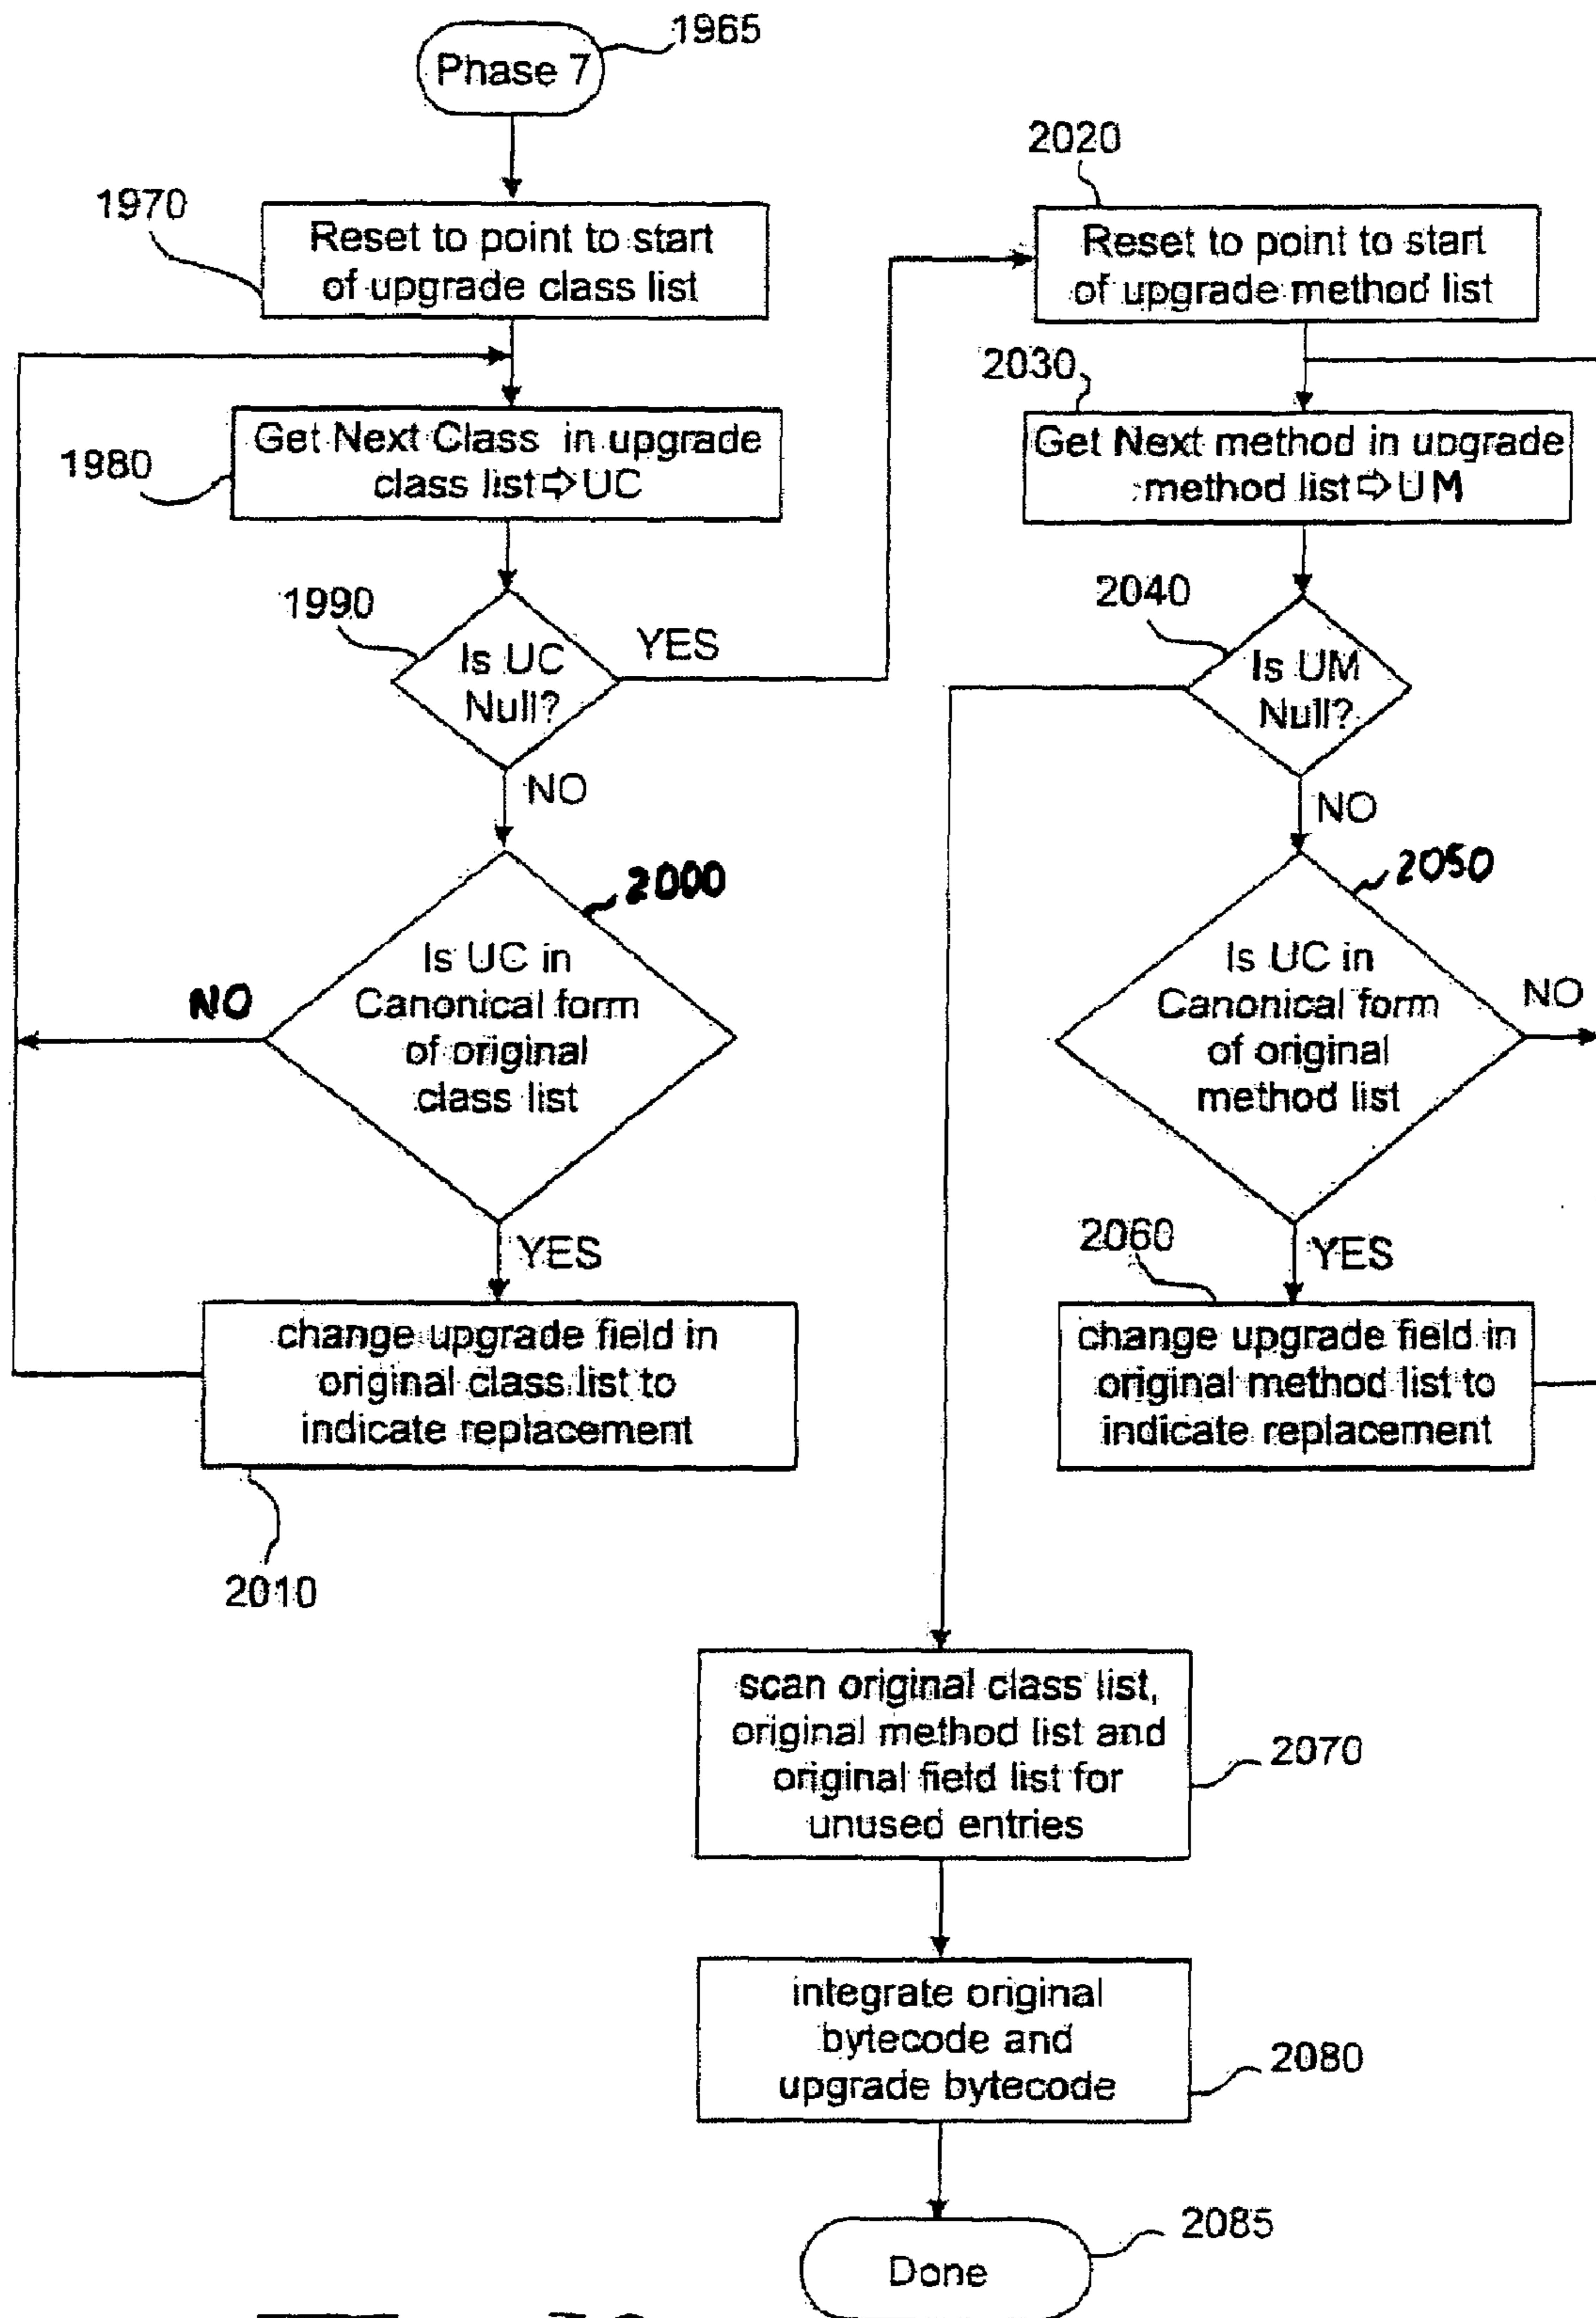 Phase 7
1965
1970
Reset to point to start
of upgrade class list
1980
Get Next Class in upgrade
class list⇨UC
1990
Is UC
Null?
YES
NO
2000
Is UC in
Canonical form
of original
class list
NO
YES
change upgrade field in
original class list to
indicate replacement
2010
2020
Reset to point to start
of upgrade method list
2030
Get Next method in upgrade
method list⇨UM
2040
Is UM
Null?
NO
2050
Is UC in
Canonical form
of original
method list
NO
YES
2060
change upgrade field in
original method list to
indicate replacement
scan original class list,
original method list and
original field list for
unused entries
2070
integrate original
bytecode and
upgrade bytecode
2080
Done
2085